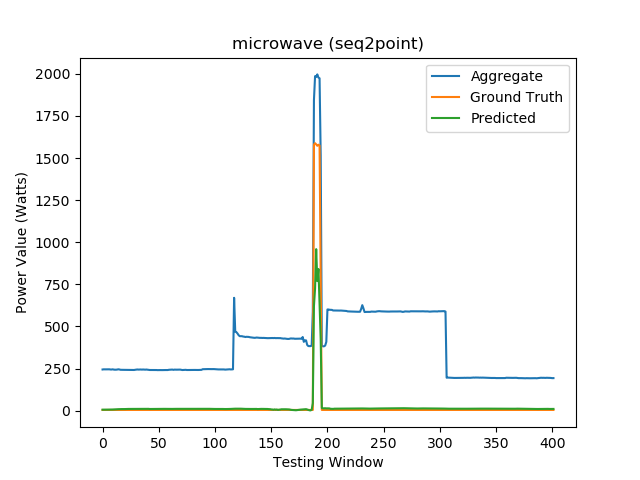 microwave (seq2point)
Aggregate
Ground Truth
Predicted
Power Value (Watts)
2000
1750
1500
1250
1000
750
500
250
0
0 50 100 150 200 250 300 350 400
Testing Window